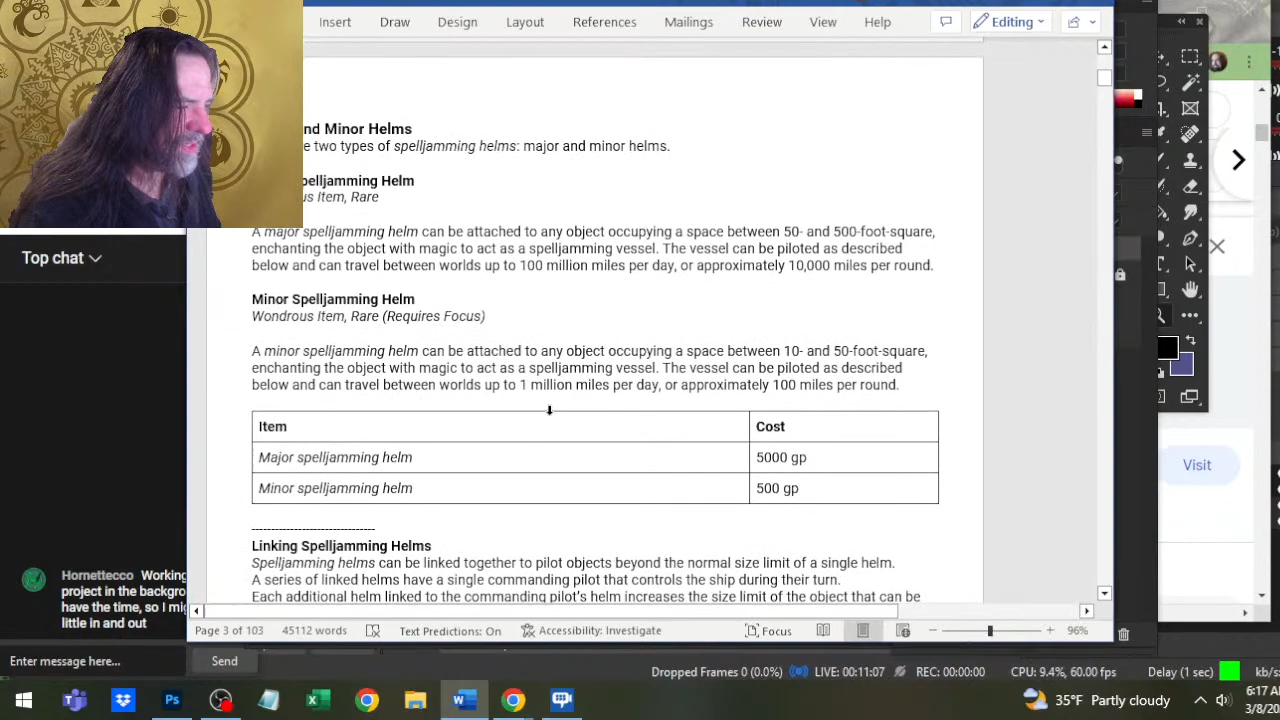 Insert Draw Design Layout References Mailings Review View Help Editing
nd Minor Helms
e two types of spelljamming helms: major and minor helms.
elljamming Helm
us Item, Rare
A major spelljamming helm can be attached to any object occupying a space between 50- and 500-foot-square,
enchanting the object with magic to act as a spelljamming vessel. The vessel can be piloted as described
below and can travel between worlds up to 100 million miles per day, or approximately 10,000 miles per round.
Minor Spelljamming Helm
Wondrous Item, Rare (Requires Focus)
A minor spelljamming helm can be attached to any object occupying a space between 10- and 50-foot-square,
enchanting the object with magic to act as a spelljamming vessel. The vessel can be piloted as described
below and can travel between worlds up to 1 million miles per day, or approximately 100 miles per round.
Item Cost
Major spelljamming helm 5000 gp
Minor spelljamming helm 500 gp
-------------------------------
Linking Spelljamming Helms
Spelljamming helms can be linked together to pilot objects beyond the normal size limit of a single helm.
A series of linked helms have a single commanding pilot that controls the ship during their turn.
Each additional helm linked to the commanding pilot's helm increases the size limit of the object that can be
Page 3 of 103 45112 words Text Predictions: On Accessibility: Investigate Focus 96%
Top chat
Hornettecco Working
project in the backgro
have the time, so I mig
little in and out
Enter message here... Send
Visit
Dropped Frames 0 (0.0%) LIVE: 00:11:07 REC: 00:00:00 CPU: 9.4%, 60.00 fps Delay (1 sec) kb/s
35°F Partly cloudy 6:17 AM
3/8/20